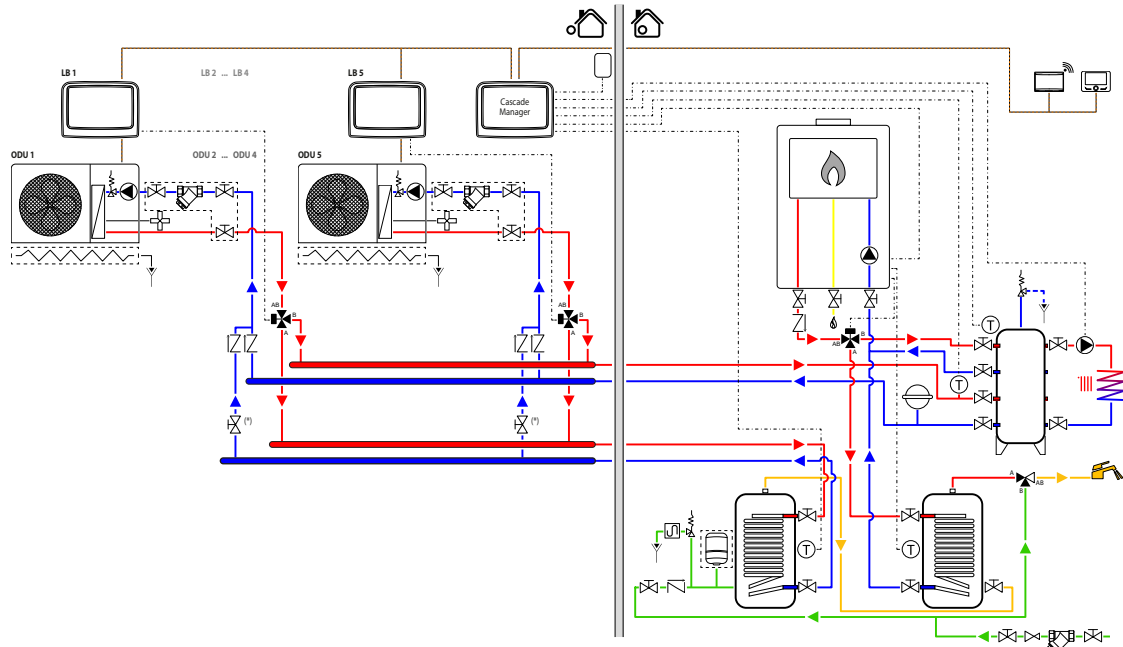 LB 1
LB 2 ... LB 4
LB 5
Cascade
Manager
ODU 1
ODU 2 ... ODU 4
ODU 5
AB
B
A
AB
B
A
B
AB
A
T
T
(*)
(*)
A
AB
B
T
T